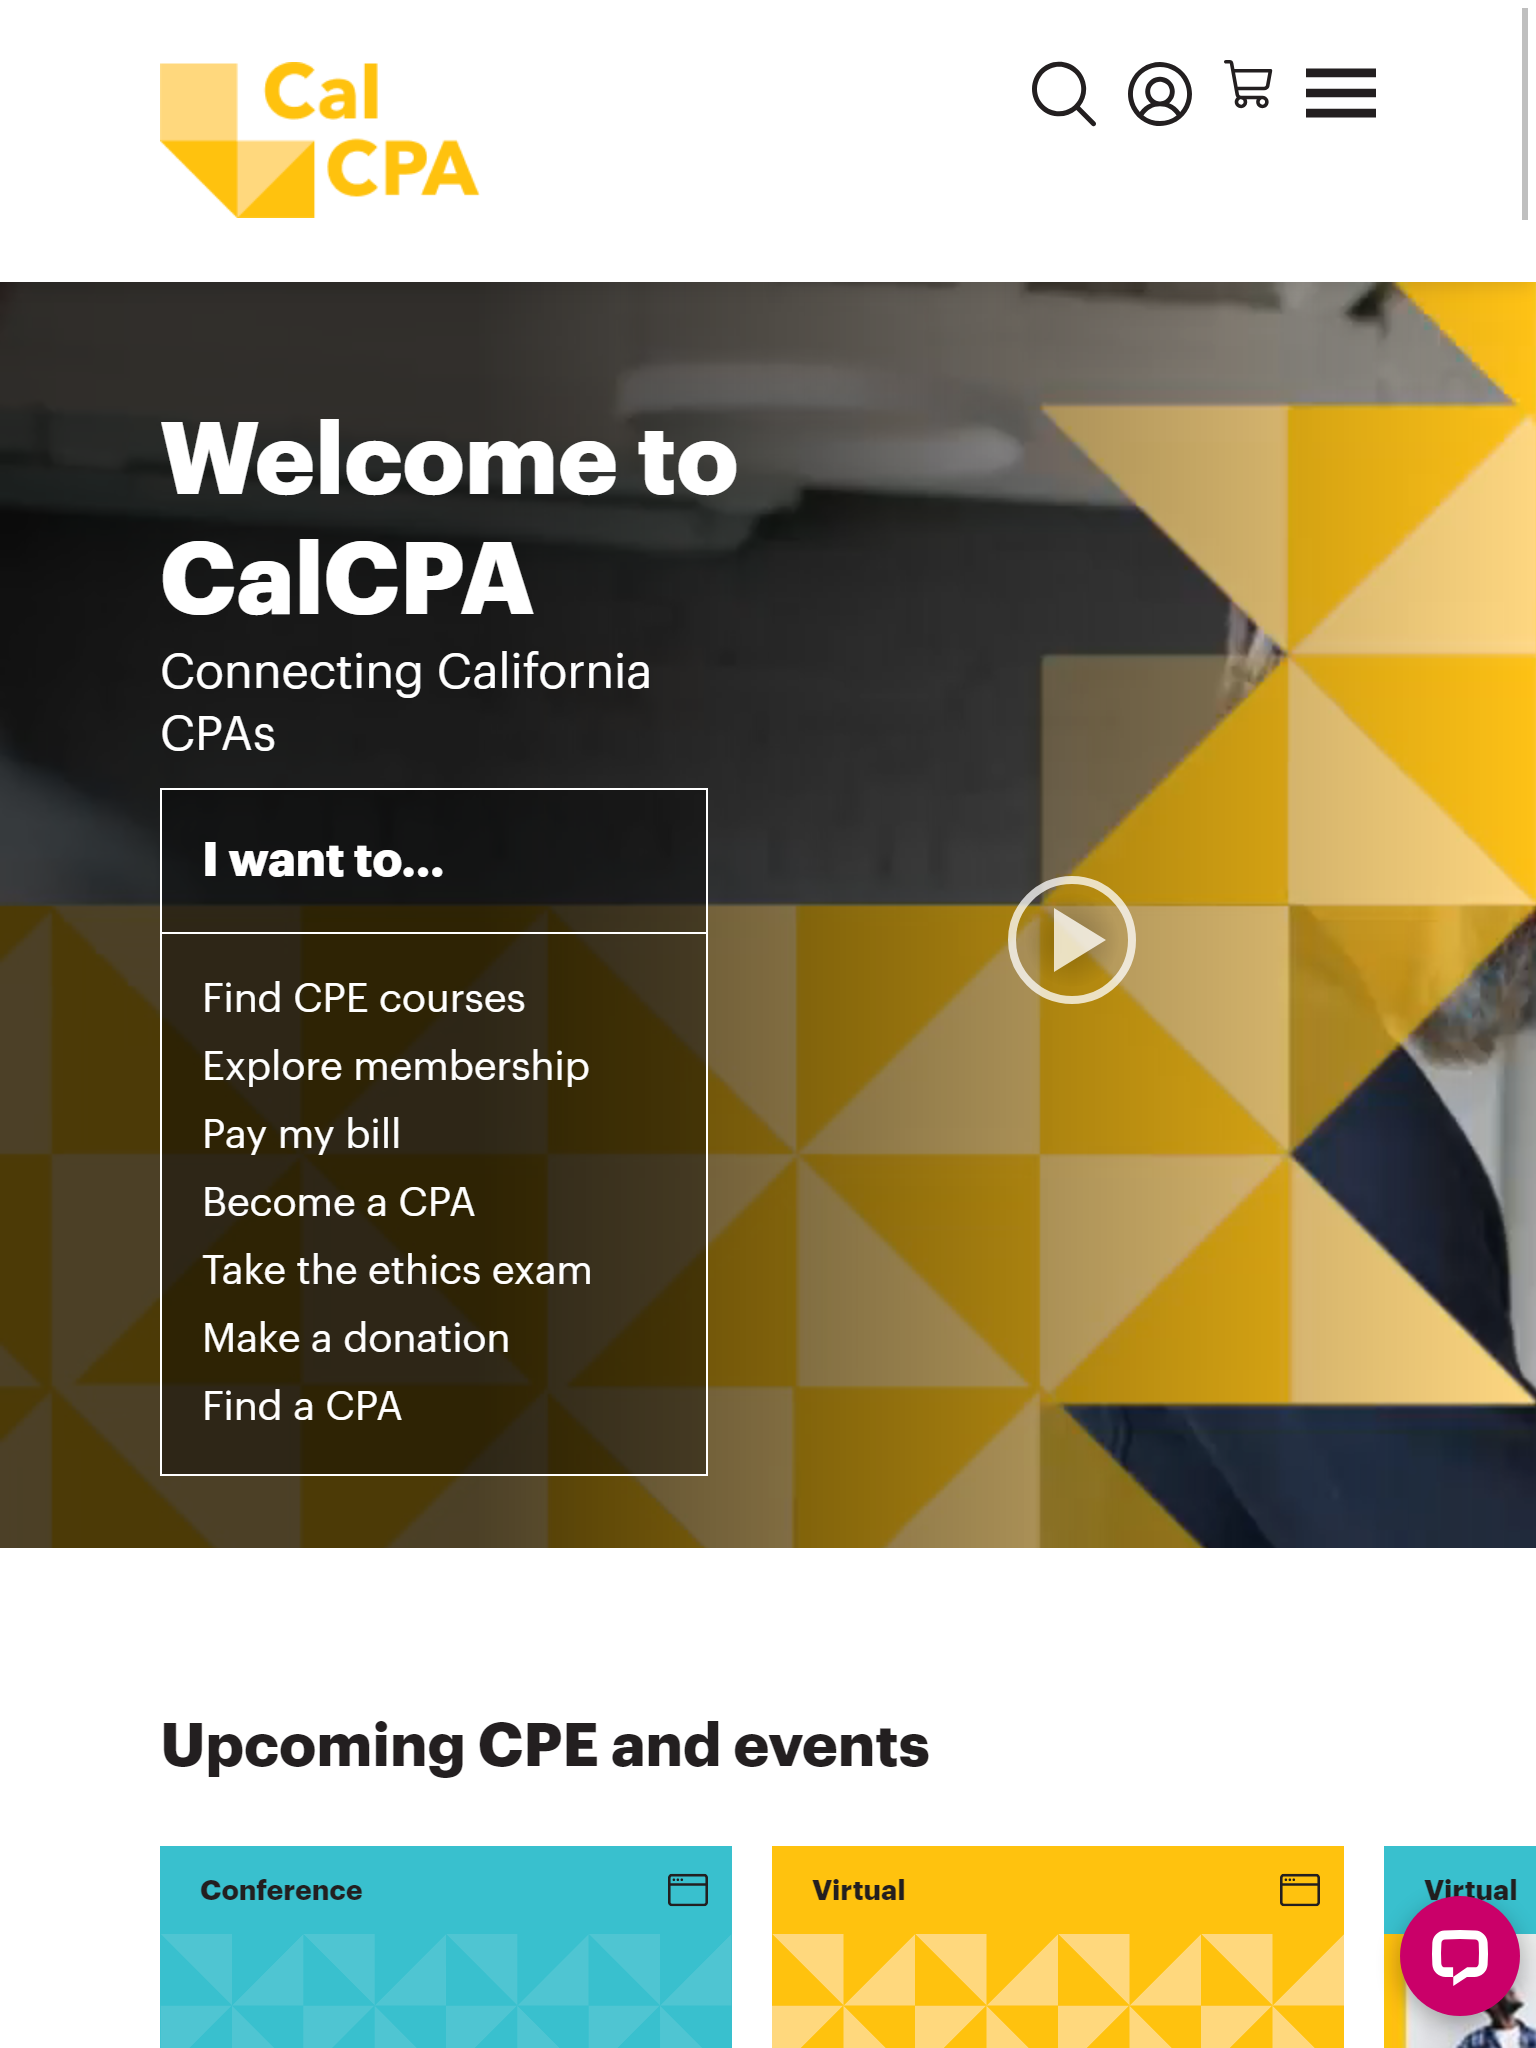 Cal
CPA
Welcome to
CalCPA
Connecting California
CPAs
I want to...
Find CPE courses
Explore membership
Pay my bill
Become a CPA
Take the ethics exam
Make a donation
Find a CPA
Upcoming CPE and events
Conference
Virtual
Virtual